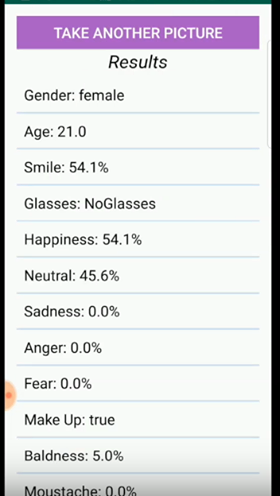 TAKE ANOTHER PICTURE
Results
Gender: female
Age: 21.0
Smile: 54.1%
Glasses: NoGlasses
Happiness: 54.1%
Neutral: 45.6%
Sadness: 0.0%
Anger: 0.0%
Fear: 0.0%
Make Up: true
Baldness: 5.0%
Moustache: 0.0%